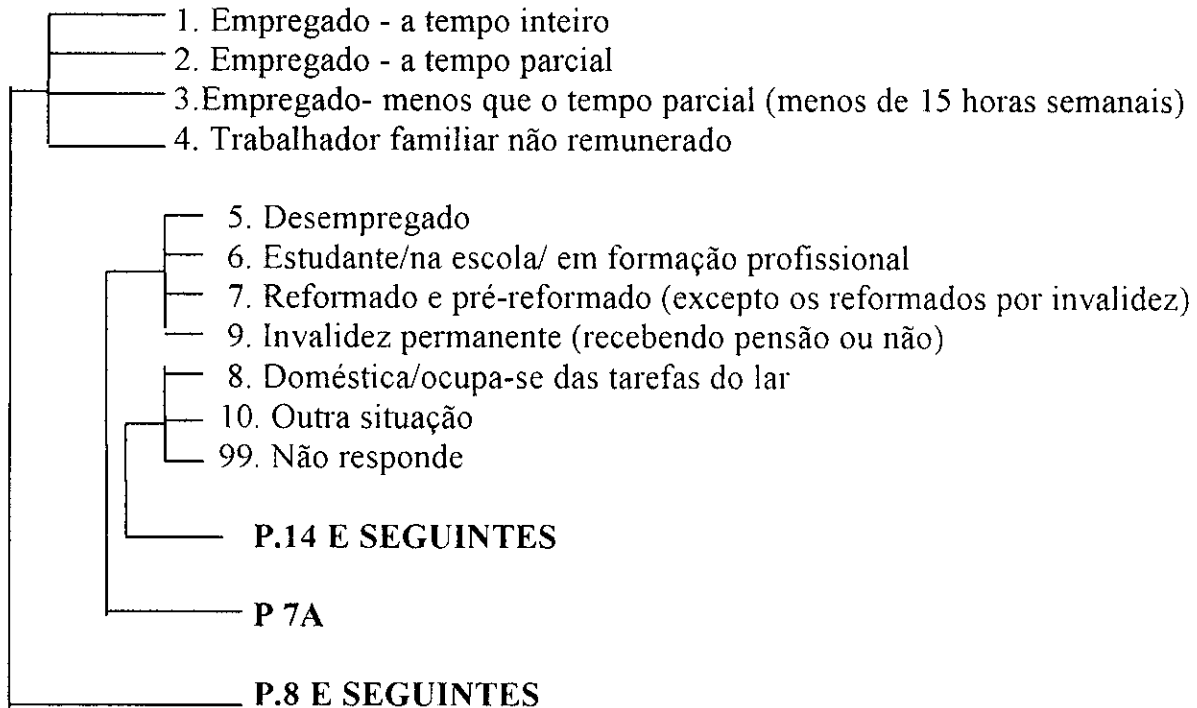 1. Empregado - a tempo inteiro
2. Empregado - a tempo parcial
3.Empregado- menos que o tempo parcial (menos de 15 horas semanais)
4. Trabalhador familiar não remunerado
5. Desempregado
6. Estudante/na escola/ em formação profissional
7. Reformado e pré-reformado (excepto os reformados por invalidez)
9. Invalidez permanente (recebendo pensão ou não)
8. Doméstica/ocupa-se das tarefas do lar
10. Outra situação
99. Não responde
P.14 E SEGUINTES
P 7A
P.8 E SEGUINTES